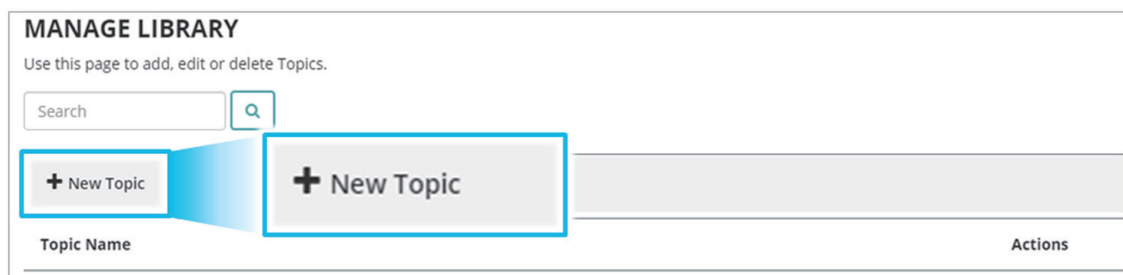 MANAGE LIBRARY
Use this page to add, edit or delete Topics.
Search
+ New Topic
+ New Topic
Topic Name Actions